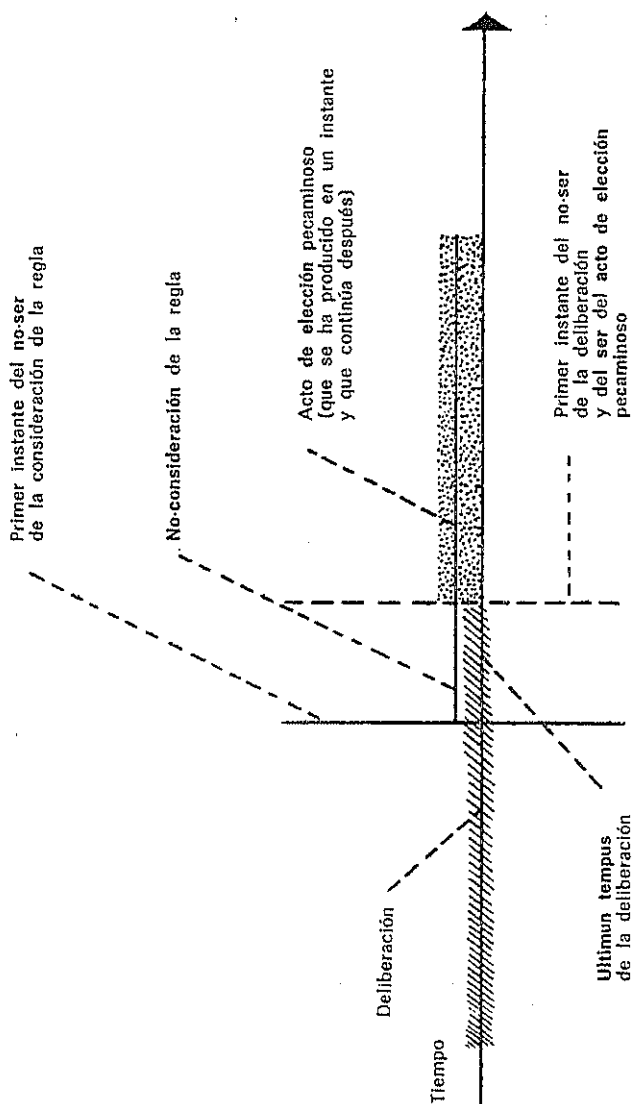 Primer instante del no-ser
de la consideración de la regla
No-consideración de la regla
Acto de elección pecaminoso
(que se ha producido en un instante
y que continúa después)
Deliberación
Tiempo
Ultimun tempus
de la deliberación
Primer instante del no-ser
de la deliberación
y del ser del acto de elección
pecaminoso